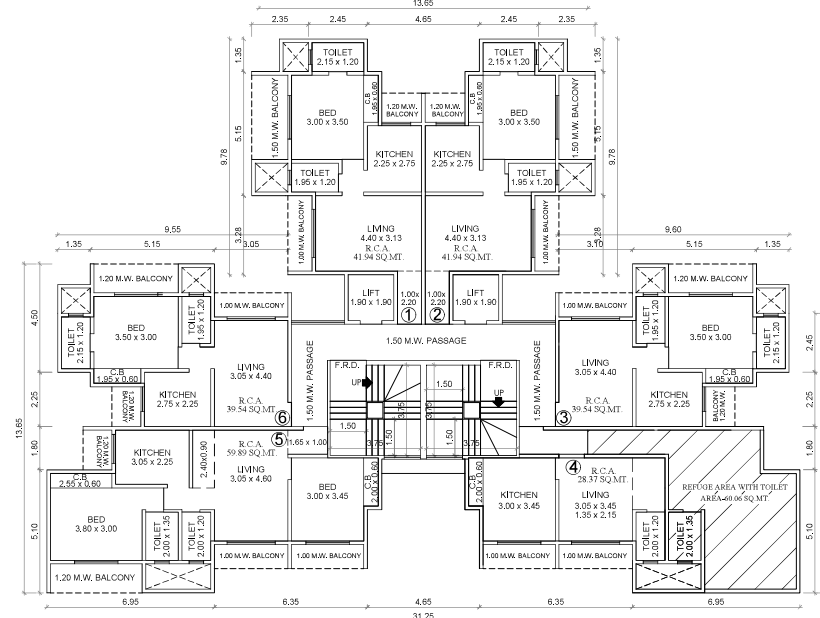 13.65
2.35 2.45 4.65 2.45 2.35
TOILET
2.15 x 1.20
TOILET
2.15 x 1.20
1.35
1.35
1.50 M.W. BALCONY
BED
3.00 x 3.50
C.B
1.95 x 0.60
1.20 M.W.
BALCONY
1.20 M.W.
BALCONY
C.B
1.95 x 0.60
BED
3.00 x 3.50
1.50 M.W. BALCONY
5.15
5.15
9.78
9.78
KITCHEN
2.25 x 2.75
KITCHEN
2.25 x 2.75
TOILET
1.95 x 1.20
TOILET
1.95 x 1.20
3.28
3.28
1.00 M.W. BALCONY
LIVING
4.40 x 3.13
R.C.A.
41.94 SQ.MT.
LIVING
4.40 x 3.13
R.C.A.
41.94 SQ.MT.
1.00 M.W. BALCONY
9.55
9.60
1.35 5.15 3.05
3.10 5.15 1.35
LIFT
1.90 x 1.90
1.00x
2.20
1
1.00x
2.20
2
LIFT
1.90 x 1.90
1.20 M.W. BALCONY
1.20 M.W. BALCONY
1.00 M.W. BALCONY
1.00 M.W. BALCONY
4.50
TOILET
2.15 x 1.20
BED
3.50 x 3.00
TOILET
1.95 x 1.20
TOILET
1.95 x 1.20
BED
3.50 x 3.00
TOILET
2.15 x 1.20
2.45
1.50 M.W. PASSAGE
1.50 M.W. PASSAGE
1.50 M.W. PASSAGE
LIVING
3.05 x 4.40
R.C.A.
39.54 SQ.MT.
6
F.R.D.
UP
1.50
3.75
1.50
3.75
F.R.D.
UP
1.50
3.75
1.50
3.75
LIVING
3.05 x 4.40
R.C.A.
39.54 SQ.MT.
3
C.B
1.95 x 0.60
C.B
1.95 x 0.60
2.25
1.20 M.W.
BALCONY
KITCHEN
2.75 x 2.25
KITCHEN
2.75 x 2.25
1.20 M.W.
2.25
13.65
1.80
1.20 M.W.
BALCONY
KITCHEN
3.05 x 2.25
2.40x0.90
R.C.A.
59.89 SQ.MT.
5
1.65 x 1.00
LIVING
3.05 x 4.60
1.80
C.B
2.55 x 0.60
BED
3.00 x 3.45
C.B
2.00 x 0.60
C.B
2.00 x 0.60
KITCHEN
3.00 x 3.45
4
R.C.A.
28.37 SQ.MT.
LIVING
3.05 x 3.45
1.35 x 2.15
REFUGE AREA WITH TOILET
AREA-60.06 SQ.MT.
5.10
BED
3.80 x 3.00
TOILET
2.00 x 1.35
TOILET
2.00 x 1.20
TOILET
2.00 x 1.20
TOILET
2.00 x 1.35
5.10
1.20 M.W. BALCONY
1.00 M.W. BALCONY
1.00 M.W. BALCONY
1.00 M.W. BALCONY
1.00 M.W. BALCONY
6.95 6.35 4.65 6.35 6.95
31.25